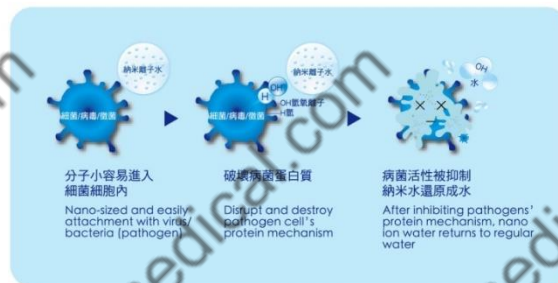 納米離子水
細菌/病毒/黴菌
納米離子水
OH
H
OH氫氧離子
H氫
細菌/病毒/黴菌
OH
水
分子小容易進入
細菌細胞內
Nano-sized and easily
attachment with virus/
bacteria (pathogen)
破壞病菌蛋白質
Disrupt and destroy
pathogen cell's
protein mechanism
病菌活性被抑制
納米水還原成水
After inhibiting pathogens'
protein mechanism, nano
ion water returns to regular
water
edical.com